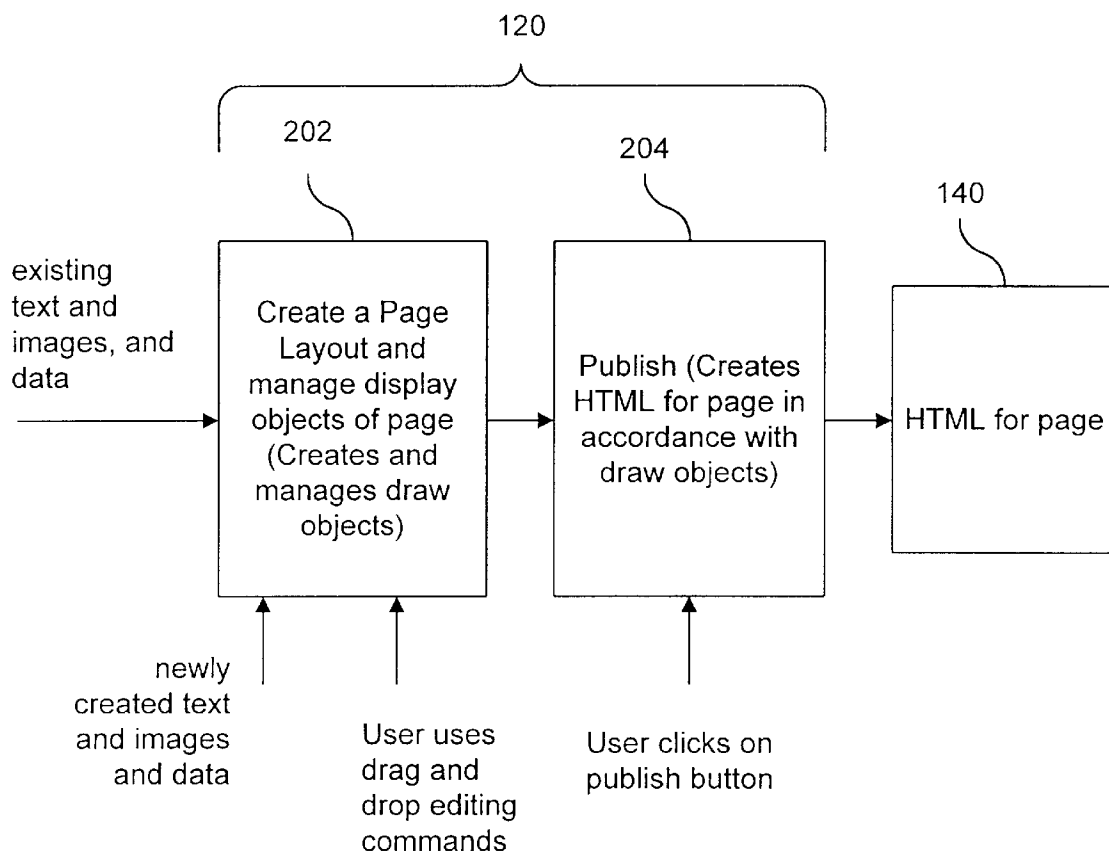 120
202
204
140
existing
text and
images, and
data
Create a Page
Layout and
manage display
objects of page
(Creates and
manages draw
objects)
Publish (Creates
HTML for page in
accordance with
draw objects)
HTML for page
newly
created text
and images
and data
User uses
drag and
drop editing
commands
User clicks on
publish button